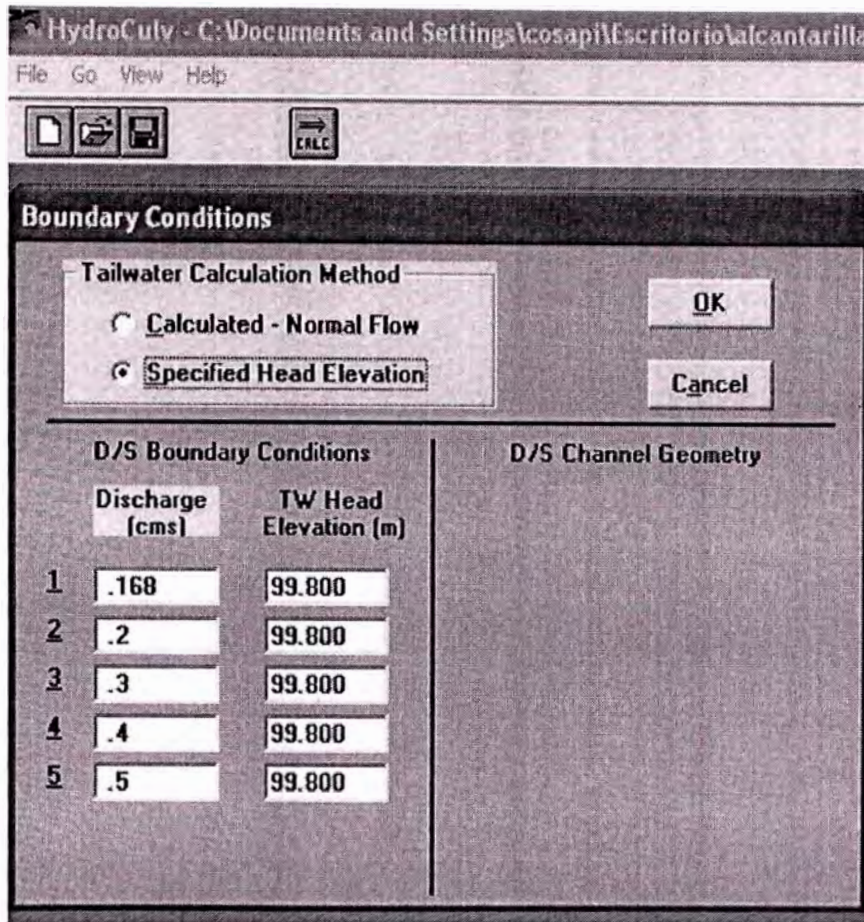 HydroCulv - C:\Documents and Settings\cosapi\Escritorio\alcantarilla
File Go View Help
CALC
Boundary Conditions
Tailwater Calculation Method
Calculated - Normal Flow
Specified Head Elevation
OK
Cancel
D/S Boundary Conditions
D/S Channel Geometry
Discharge (cms)
TW Head Elevation (m)
1 .168 99.800
2 .2 99.800
3 .3 99.800
4 .4 99.800
5 .5 99.800